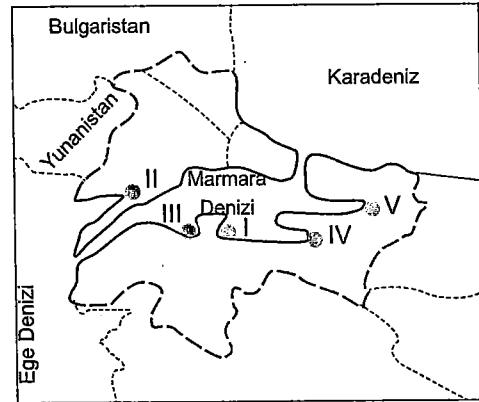 Bulgaristan
Karadeniz
Yunanistan
II
Marmara
Denizi
III
I
V
IV
Ege Denizi